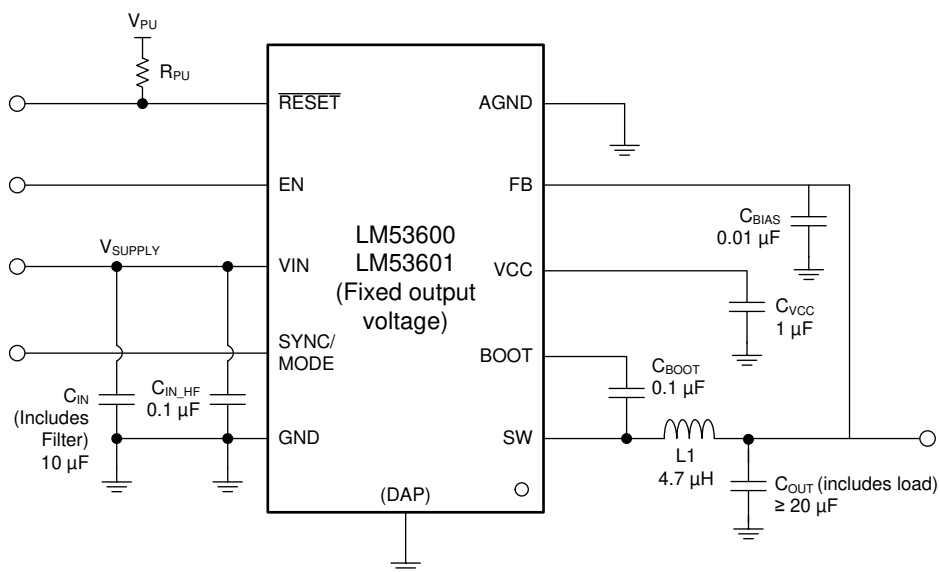 VPU
RPU
RESET
AGND
EN
FB
CBIAS
0.01 µF
LM53600
LM53601
(Fixed output
voltage)
VSUPPLY
VIN
VCC
CVCC
1 µF
SYNC/
MODE
BOOT
CBOOT
0.1 µF
CIN
(Includes
Filter)
10 µF
CIN_HF
0.1 µF
GND
SW
L1
4.7 µH
COUT (includes load)
≥ 20 µF
(DAP)